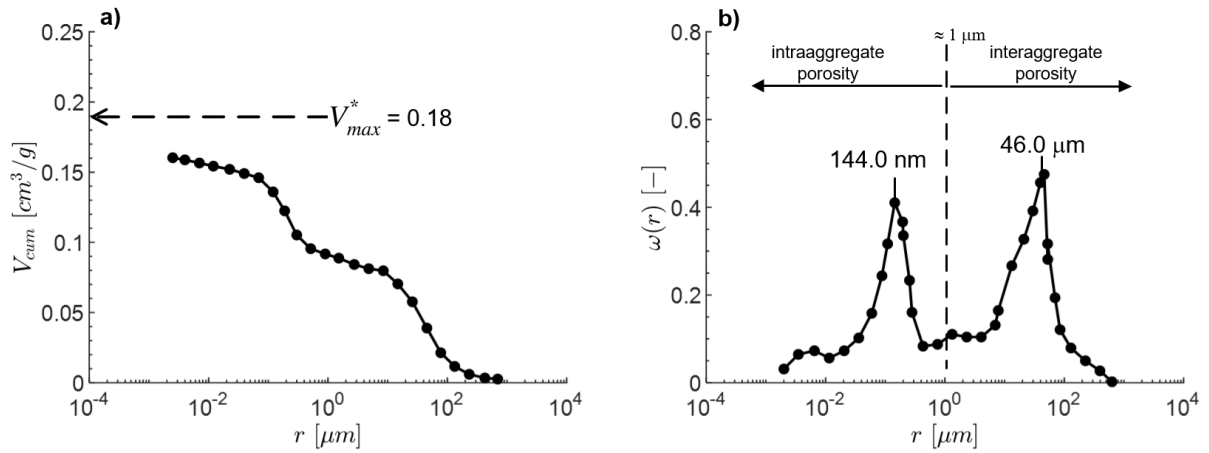 a)
0.25
0.2
0.15
0.1
0.05
0
V*max = 0.18
Vcum [cm³/g]
10⁻⁴ 10⁻² 10⁰ 10² 10⁴
r [μm]
b)
≈ 1 μm
intraaggregate
porosity
interaggregate
porosity
0.8
0.6
0.4
0.2
0
144.0 nm
46.0 μm
ω(r) [−]
10⁻⁴ 10⁻² 10⁰ 10² 10⁴
r [μm]